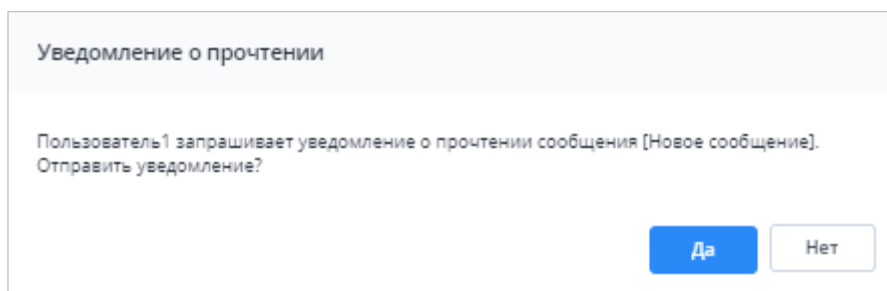 Уведомление о прочтении
Пользователь1 запрашивает уведомление о прочтении сообщения [Новое сообщение].
Отправить уведомление?
Да
Нет